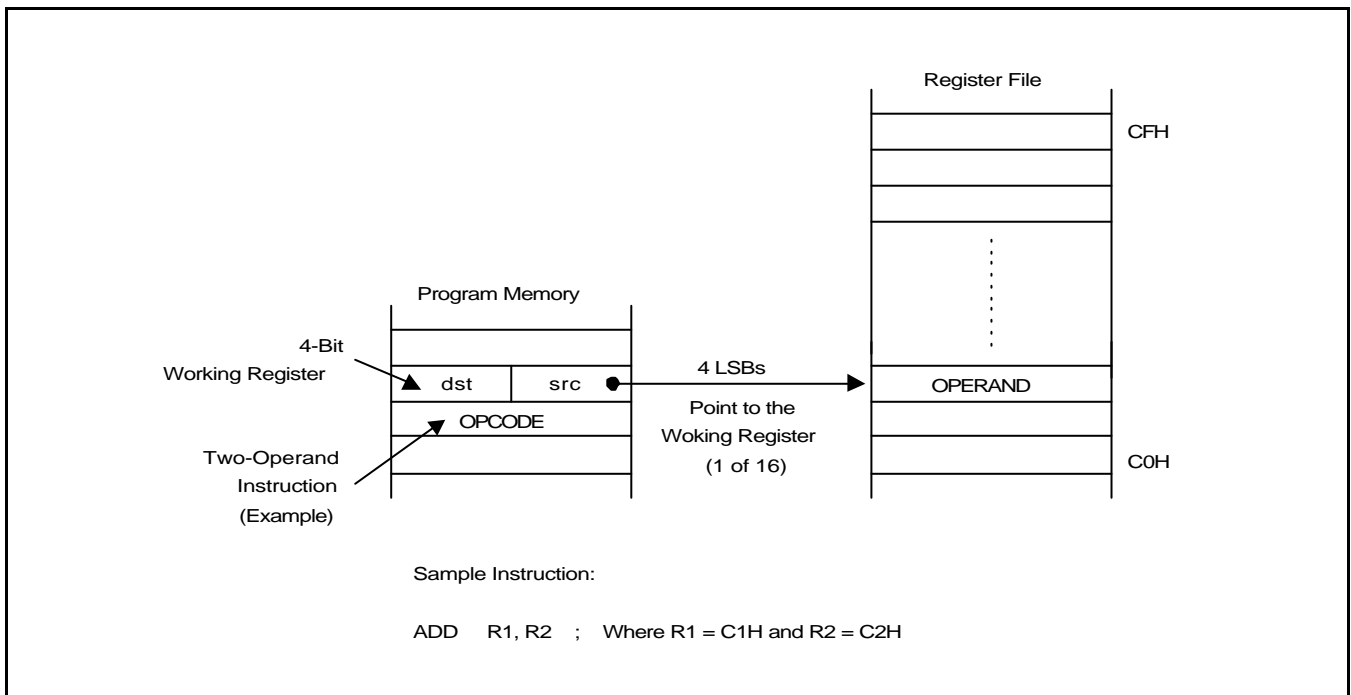 Register File
CFH
Program Memory
4-Bit
Working Register
dst
src
4 LSBs
OPERAND
OPCODE
Point to the
Woking Register
(1 of 16)
Two-Operand
Instruction
(Example)
C0H
Sample Instruction:
ADD R1, R2 ; Where R1 = C1H and R2 = C2H